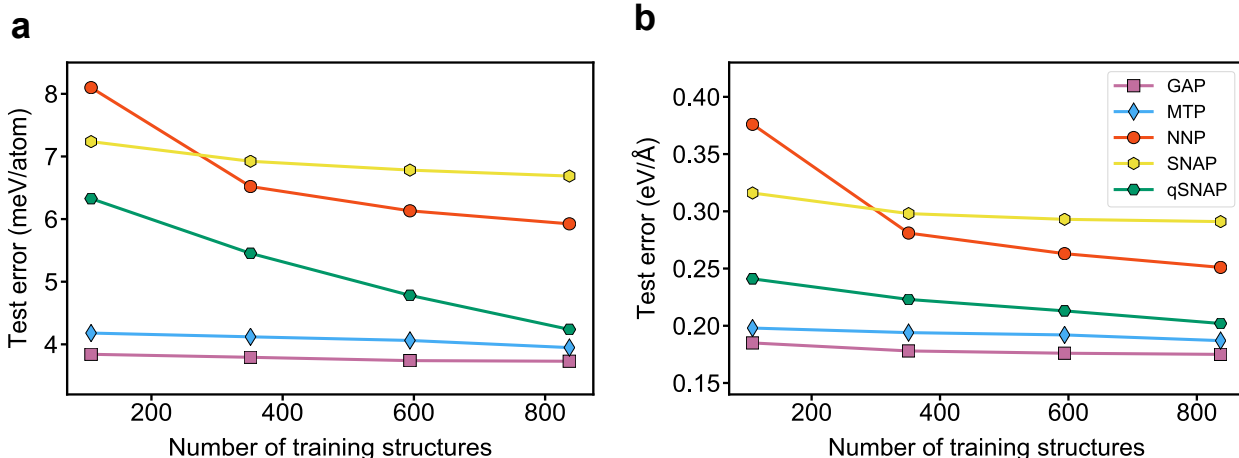 a
Test error (meV/atom)
8
7
6
5
4
200
400
600
800
Number of training structures
b
Test error (eV/Å)
0.40
0.35
0.30
0.25
0.20
0.15
200
400
600
800
Number of training structures
GAP
MTP
NNP
SNAP
qSNAP